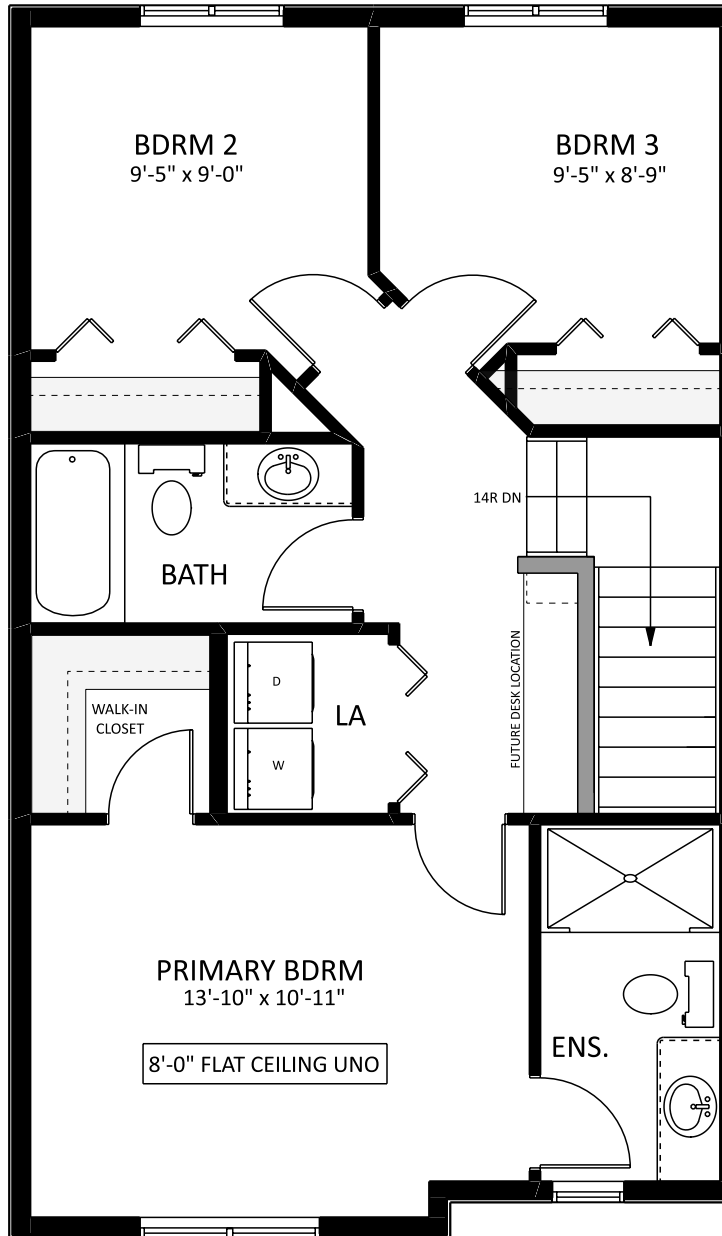 BDRM 2
9'-5" x 9'-0"
BDRM 3
9'-5" x 8'-9"
14R DN
BATH
FUTURE DESK LOCATION
WALK-IN
CLOSET
D
LA
W
PRIMARY BDRM
13'-10" x 10'-11"
8'-0" FLAT CEILING UNO
ENS.